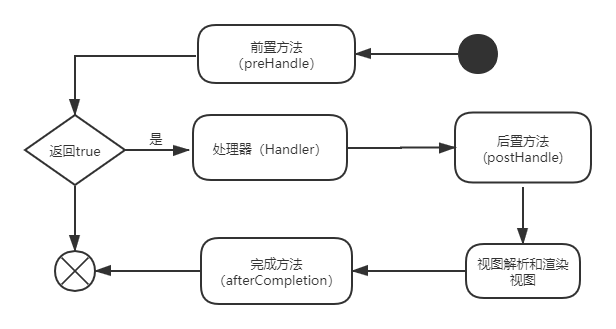 前置方法
（preHandle）
返回true
是
处理器（Handler）
后置方法
（postHandle）
视图解析和渲染
视图
完成方法
（afterCompletion）